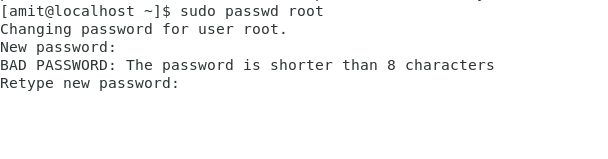 [amit@localhost ~]$ sudo passwd root
Changing password for user root.
New password:
BAD PASSWORD: The password is shorter than 8 characters
Retype new password: